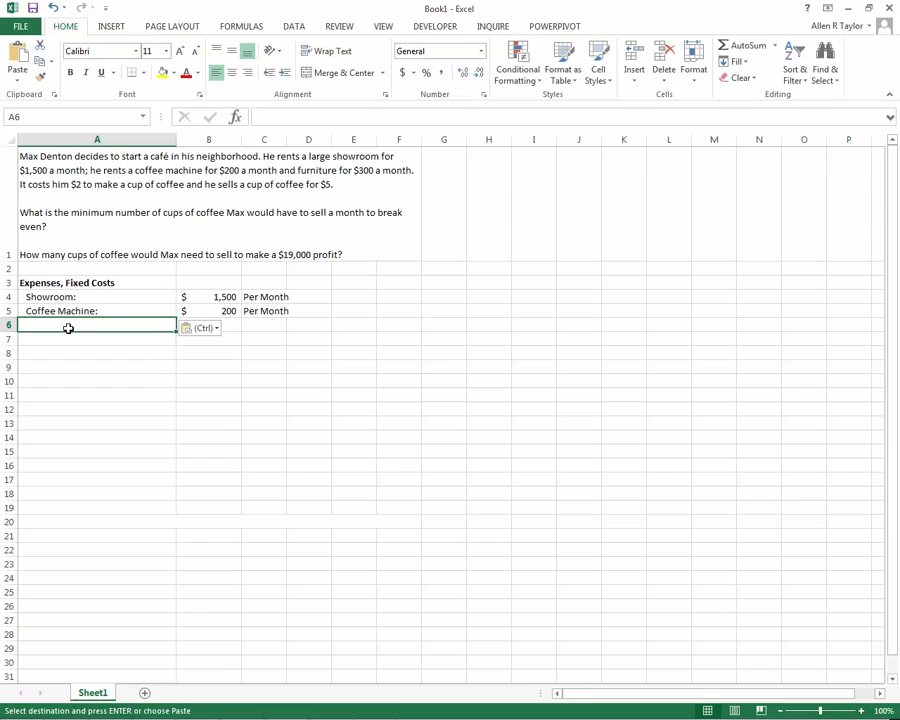 Book1 - Excel
FILE HOME INSERT PAGE LAYOUT FORMULAS DATA REVIEW VIEW DEVELOPER INQUIRE POWERPIVOT Allen R Taylor
Calibri 11 Wrap Text General AutoSum
Paste Conditional Format as Cell Insert Delete Format Fill Sort & Find &
B I U A Merge & Center $ % , Formatting Table Styles Clear Filter Select
Clipboard Font Alignment Number Styles Cells Editing
A6 fx
A B C D E F G H I J K L M N O P
Max Denton decides to start a café in his neighborhood. He rents a large showroom for
$1,500 a month; he rents a coffee machine for $200 a month and furniture for $300 a month.
It costs him $2 to make a cup of coffee and he sells a cup of coffee for $5.
What is the minimum number of cups of coffee Max would have to sell a month to break
even?
1 How many cups of coffee would Max need to sell to make a $19,000 profit?
2
3 Expenses, Fixed Costs
4 Showroom: $ 1,500 Per Month
5 Coffee Machine: $ 200 Per Month
6 (Ctrl)
7
8
9
10
11
12
13
14
15
16
17
18
19
20
21
22
23
24
25
26
27
28
29
30
31
Sheet1
Select destination and press ENTER or choose Paste 100%